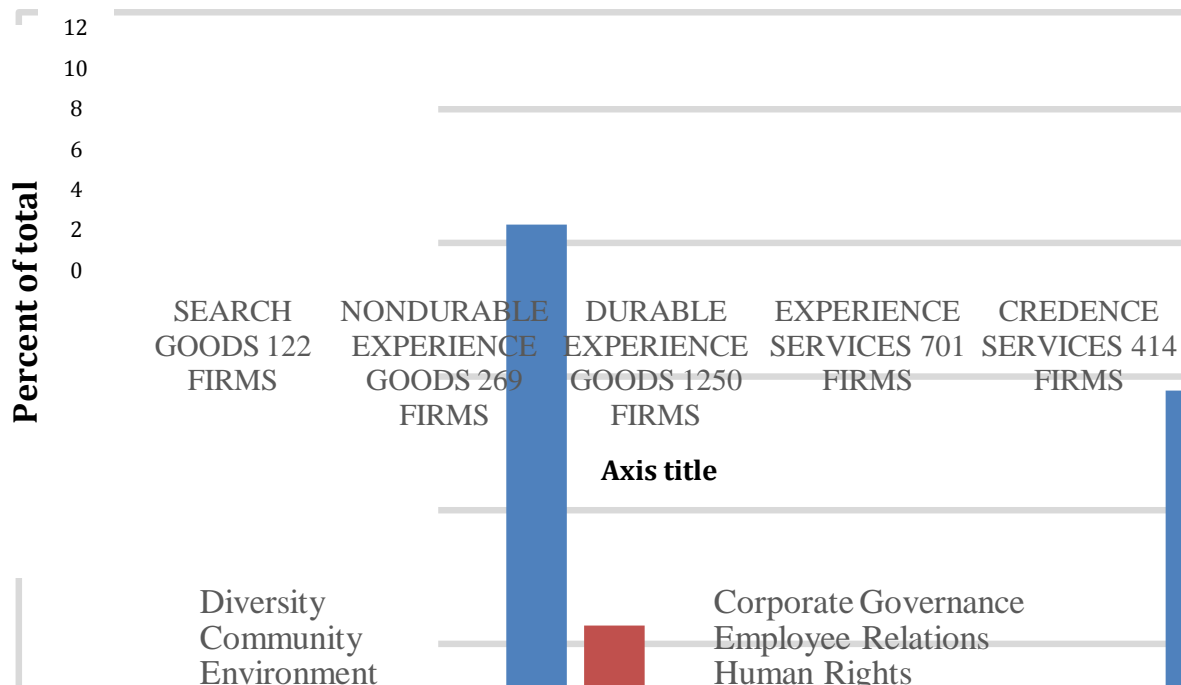 12
10
8
6
4
2
0
Percent of total
SEARCH
GOODS 122
FIRMS
NONDURABLE
EXPERIENCE
GOODS 269
FIRMS
DURABLE
EXPERIENCE
GOODS 1250
FIRMS
EXPERIENCE
SERVICES 701
FIRMS
CREDENCE
SERVICES 414
FIRMS
Axis title
Diversity
Community
Environment
Corporate Governance
Employee Relations
Human Rights